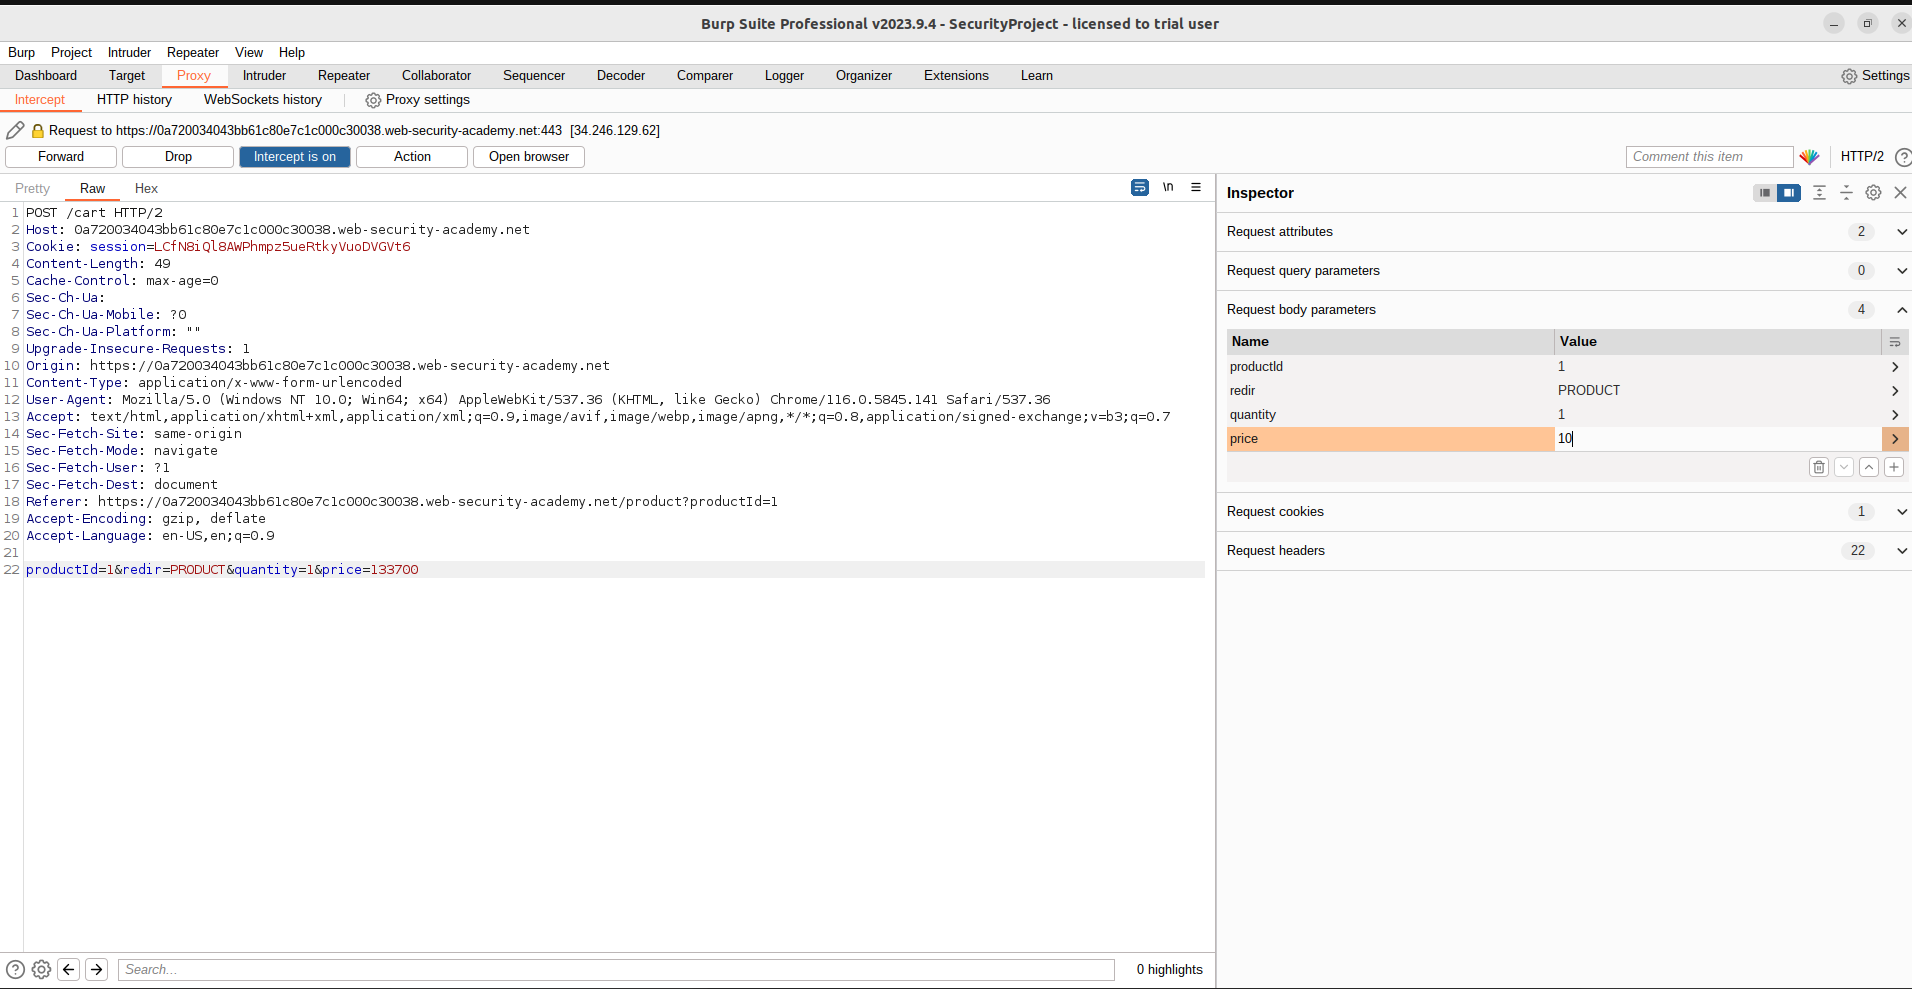 Burp Suite Professional v2023.9.4 - SecurityProject - licensed to trial user
Burp Project Intruder Repeater View Help
Dashboard Target Proxy Intruder Repeater Collaborator Sequencer Decoder Comparer Logger Organizer Extensions Learn Settings
Intercept HTTP history WebSockets history Proxy settings
Request to https://0a720034043bb61c80e7c1c000c30038.web-security-academy.net:443 [34.246.129.62]
Forward Drop Intercept is on Action Open browser Comment this item HTTP/2 ?
Pretty Raw Hex \n
1 POST /cart HTTP/2
2 Host: 0a720034043bb61c80e7c1c000c30038.web-security-academy.net
3 Cookie: session=LCfN8iQl8AWPhmpz5ueRtkyVuoDVGVt6
4 Content-Length: 49
5 Cache-Control: max-age=0
6 Sec-Ch-Ua:
7 Sec-Ch-Ua-Mobile: ?0
8 Sec-Ch-Ua-Platform: ""
9 Upgrade-Insecure-Requests: 1
10 Origin: https://0a720034043bb61c80e7c1c000c30038.web-security-academy.net
11 Content-Type: application/x-www-form-urlencoded
12 User-Agent: Mozilla/5.0 (Windows NT 10.0; Win64; x64) AppleWebKit/537.36 (KHTML, like Gecko) Chrome/116.0.5845.141 Safari/537.36
13 Accept: text/html,application/xhtml+xml,application/xml;q=0.9,image/avif,image/webp,image/apng,*/*;q=0.8,application/signed-exchange;v=b3;q=0.7
14 Sec-Fetch-Site: same-origin
15 Sec-Fetch-Mode: navigate
16 Sec-Fetch-User: ?1
17 Sec-Fetch-Dest: document
18 Referer: https://0a720034043bb61c80e7c1c000c30038.web-security-academy.net/product?productId=1
19 Accept-Encoding: gzip, deflate
20 Accept-Language: en-US,en;q=0.9
21
22 productId=1&redir=PRODUCT&quantity=1&price=133700
Inspector
Request attributes 2
Request query parameters 0
Request body parameters 4
Name Value
productId 1
redir PRODUCT
quantity 1
price 10
Request cookies 1
Request headers 22
? Search... 0 highlights